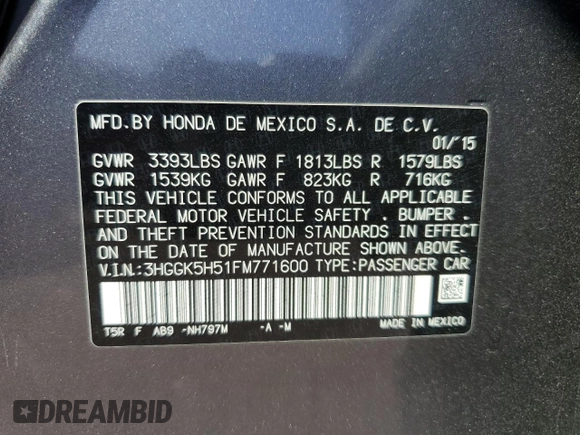 MFD.BY HONDA DE MEXICO S.A. DE C.V.
01/'15
GVWR 3393LBS GAWR F 1813LBS R 1579LBS
GVWR 1539KG GAWR F 823KG R 716KG
THIS VEHICLE CONFORMS TO ALL APPLICABLE
FEDERAL MOTOR VEHICLE SAFETY . BUMPER .
AND THEFT PREVENTION STANDARDS IN EFFECT
ON THE DATE OF MANUFACTURE SHOWN ABOVE.
V.I.N.:3HGGK5H51FM771600 TYPE:PASSENGER CAR
T5R F AB9 -NH797M -A -M
MADE IN MEXICO
DREAMBID